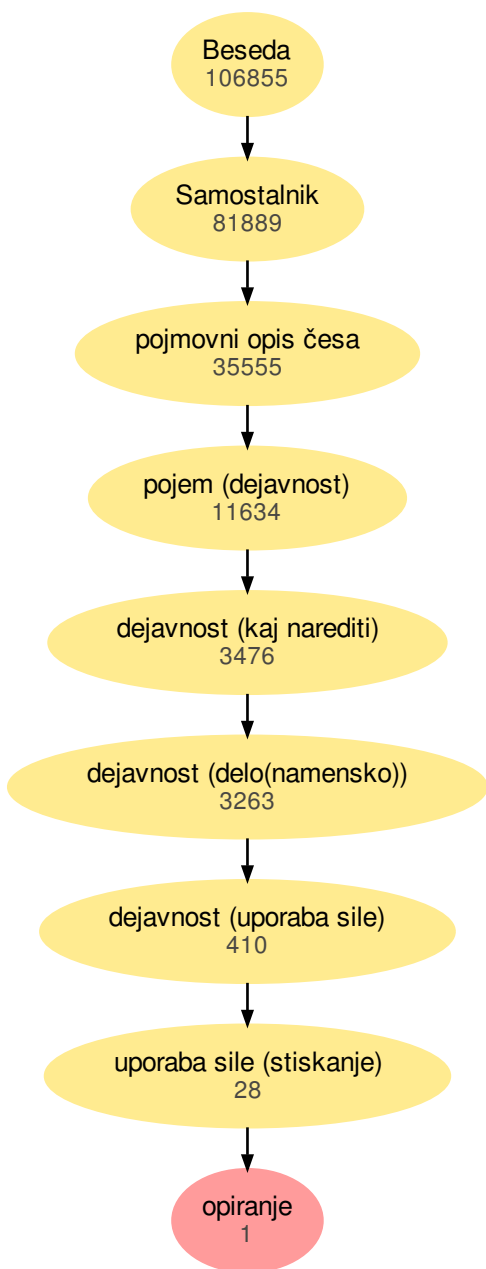 Beseda
106855
Samostalnik
81889
pojmovni opis česa
35555
pojem (dejavnost)
11634
dejavnost (kaj narediti)
3476
dejavnost (delo(namensko))
3263
dejavnost (uporaba sile)
410
uporaba sile (stiskanje)
28
opiranje
1